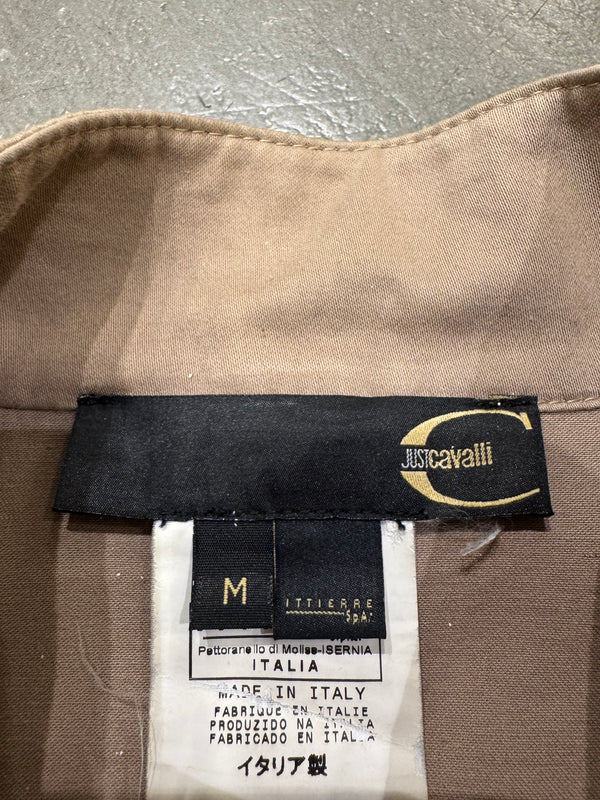 JUSTcavalli
M
ITTIERRE
S.p.A.
Pettoranello di Molise-ISERNIA
ITALIA
MADE IN ITALY
FABRIQUE EN ITALIE
PRODUZIDO NA ITALIA
FABRICADO EN ITALIA
イタリア製